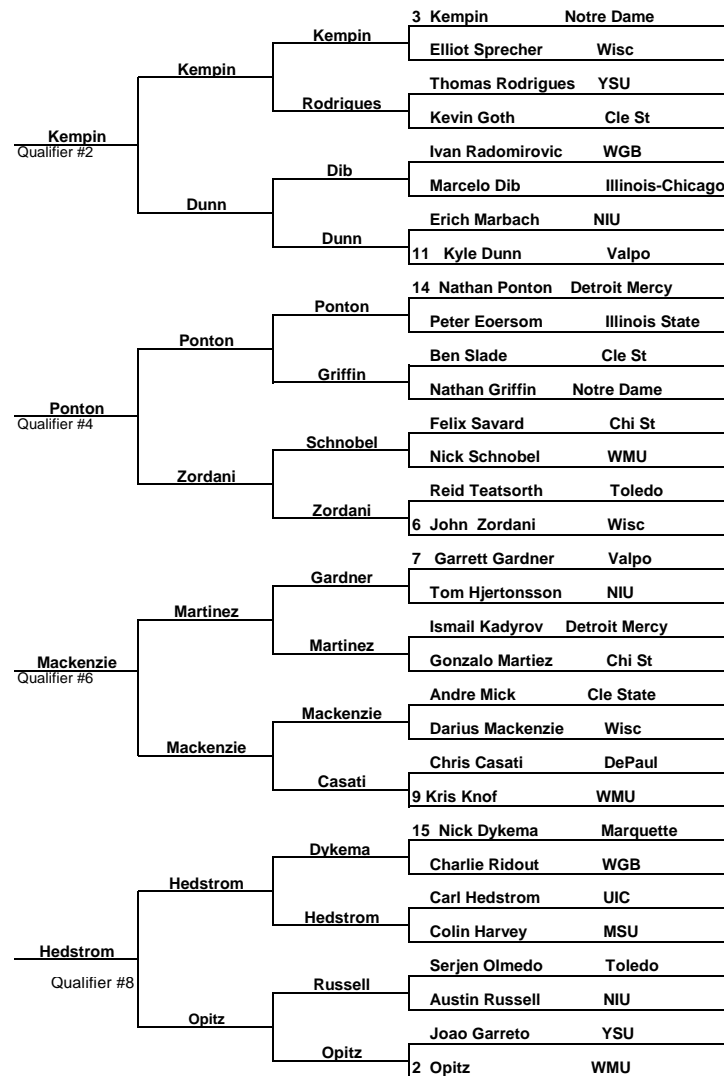 3 Kempin Notre Dame
Kempin
Elliot Sprecher Wisc
Kempin
Thomas Rodrigues YSU
Rodriques
Kevin Goth Cle St
Kempin
Qualifier #2
Ivan Radomirovic WGB
Dib
Marcelo Dib Illinois-Chicago
Dunn
Erich Marbach NIU
Dunn
11 Kyle Dunn Valpo
14 Nathan Ponton Detroit Mercy
Ponton
Peter Eoersom Illinois State
Ponton
Ben Slade Cle St
Griffin
Nathan Griffin Notre Dame
Ponton
Qualifier #4
Felix Savard Chi St
Schnobel
Nick Schnobel WMU
Zordani
Reid Teatsorth Toledo
Zordani
6 John Zordani Wisc
7 Garrett Gardner Valpo
Gardner
Tom Hjertonsson NIU
Martinez
Ismail Kadyrov Detroit Mercy
Martinez
Gonzalo Martiez Chi St
Mackenzie
Qualifier #6
Andre Mick Cle State
Mackenzie
Darius Mackenzie Wisc
Mackenzie
Chris Casati DePaul
Casati
9 Kris Knof WMU
15 Nick Dykema Marquette
Dykema
Charlie Ridout WGB
Hedstrom
Carl Hedstrom UIC
Hedstrom
Colin Harvey MSU
Hedstrom
Qualifier #8
Serjen Olmedo Toledo
Russell
Austin Russell NIU
Opitz
Joao Garreto YSU
Opitz
2 Opitz WMU